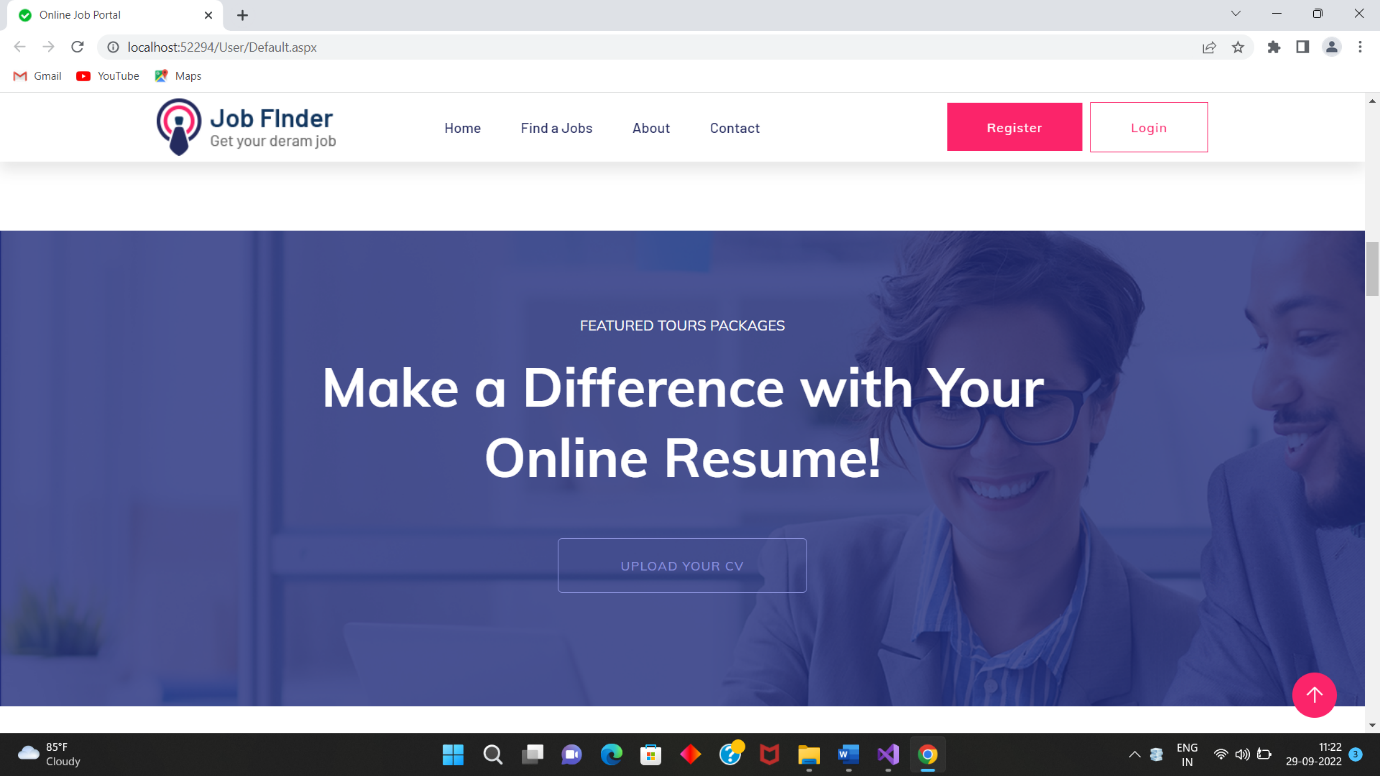 Online Job Portal
localhost:52294/User/Default.aspx
Gmail YouTube Maps
Job FInder
Get your deram job
Home Find a Jobs About Contact Register Login
FEATURED TOURS PACKAGES
Make a Difference with Your
Online Resume!
UPLOAD YOUR CV
85°F
Cloudy
ENG
IN
11:22
29-09-2022
3